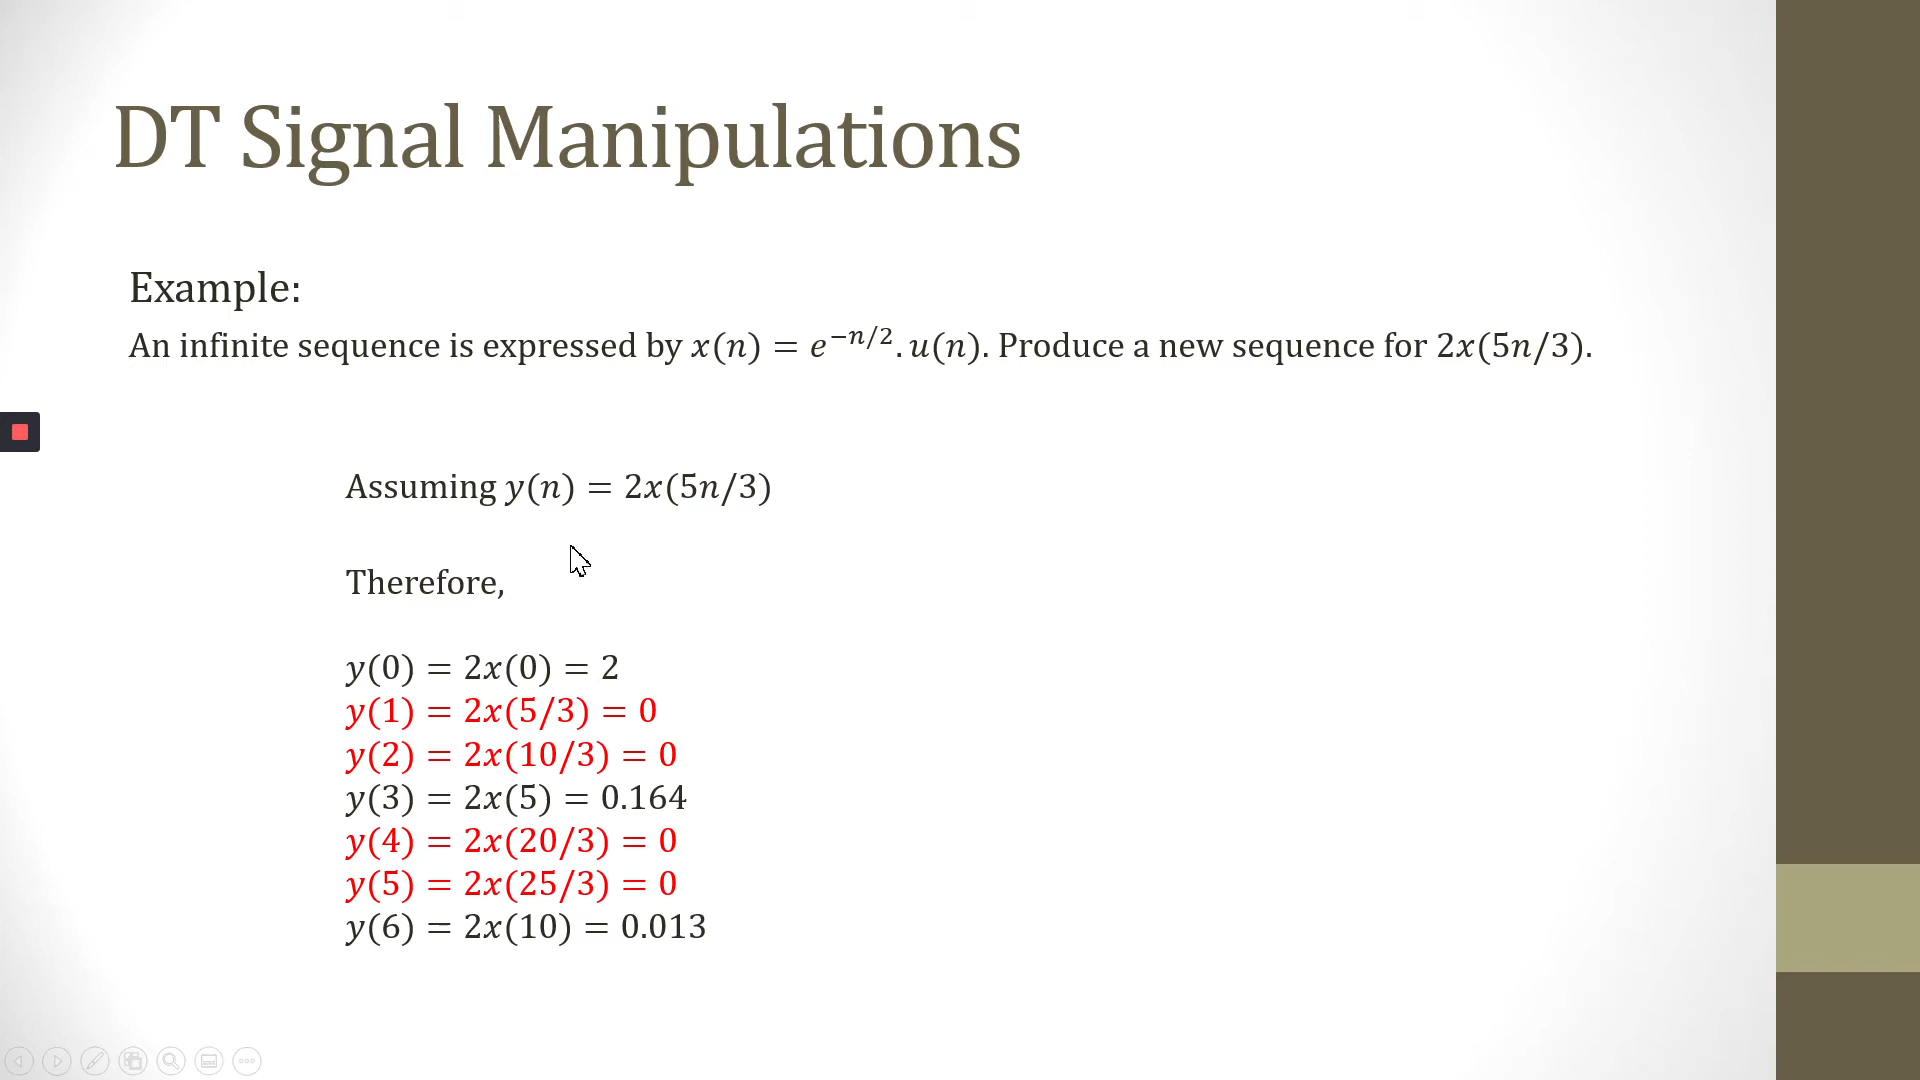 DT Signal Manipulations
Example:
An infinite sequence is expressed by x(n) = e^{−n/2}. u(n). Produce a new sequence for 2x(5n/3).
Assuming y(n) = 2x(5n/3)
Therefore,
y(0) = 2x(0) = 2
y(1) = 2x(5/3) = 0
y(2) = 2x(10/3) = 0
y(3) = 2x(5) = 0.164
y(4) = 2x(20/3) = 0
y(5) = 2x(25/3) = 0
y(6) = 2x(10) = 0.013